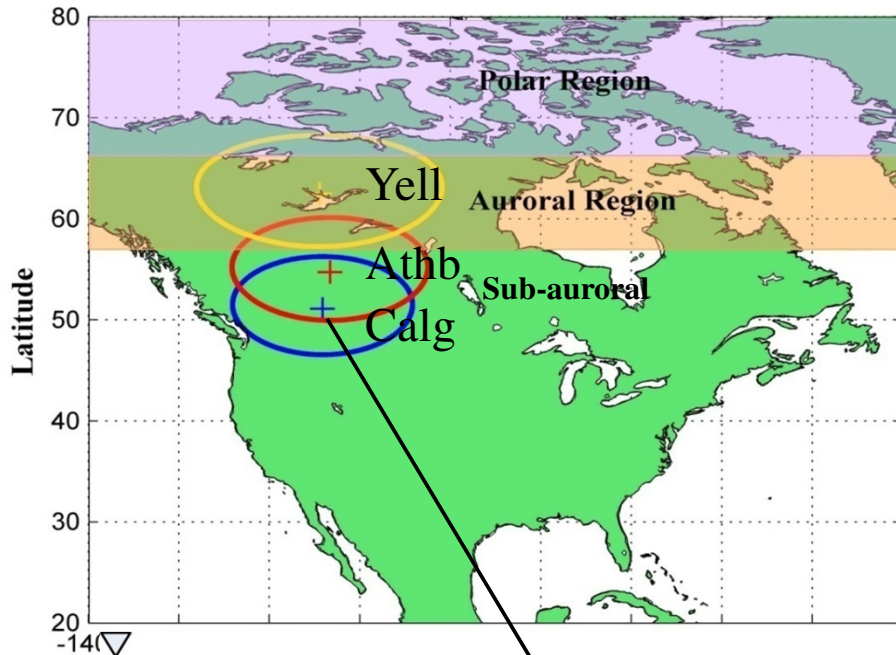 80
Polar Region
70
Yell
60
Auroral Region
Athb
Sub-auroral
50
Calg
Latitude
40
30
20